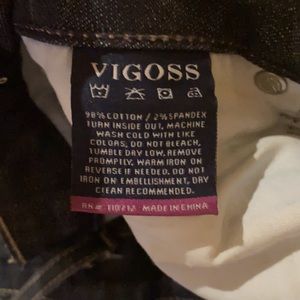 VIGOSS
98% COTTON / 2% SPANDEX
TURN INSIDE OUT, MACHINE
WASH COLD WITH LIKE
COLORS, DO NOT BLEACH,
TUMBLE DRY LOW, REMOVE
PROMPTLY, WARM IRON ON
REVERSE IF NEEDED. DO NOT
IRON ON EMBELLISHMENT, DRY
CLEAN RECOMMENDED.
RN# 110212 MADE IN CHINA